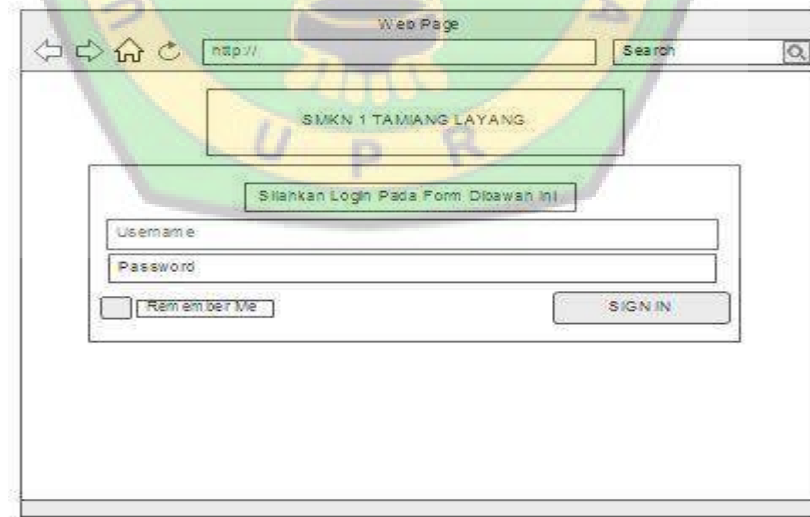 Web Page
http://
Search
SMKN 1 TAMIANG LAYANG
U P R
Silahkan Login Pada Form Dibawah Ini
Username
Password
Remember Me
SIGN IN